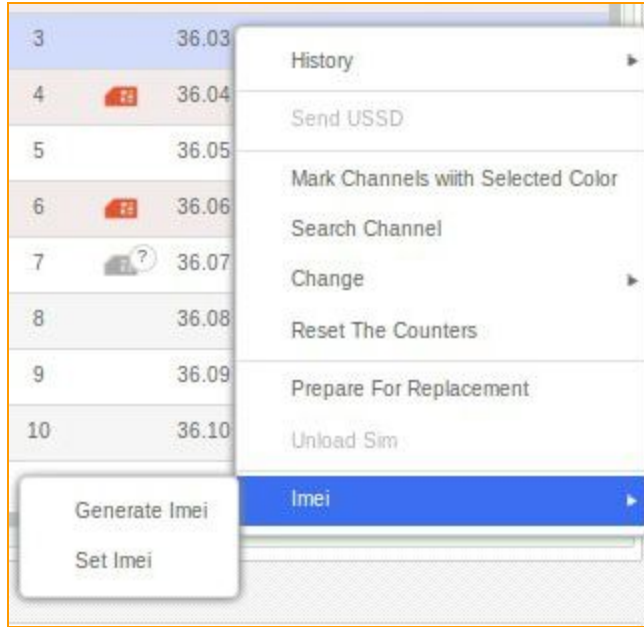 3 36.03
4 36.04
5 36.05
6 36.06
7 ? 36.07
8 36.08
9 36.09
10 36.10
History
Send USSD
Mark Channels wiith Selected Color
Search Channel
Change
Reset The Counters
Prepare For Replacement
Unload Sim
Imei
Generate Imei
Set Imei